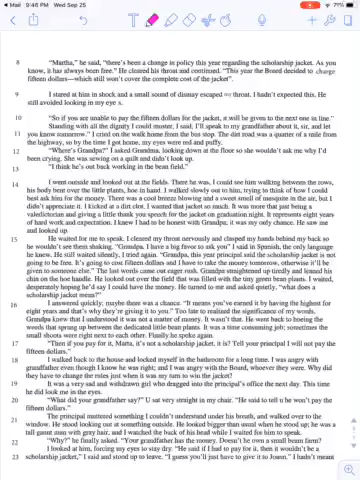 Mail 9:46 PM Wed Sep 25
71%
8 "Martha," he said, "there's been a change in policy this year regarding the scholarship jacket. As you
know, it has always been free." He cleared his throat and continued. "This year the Board decided to charge
fifteen dollars—which still won't cover the complete cost of the jacket".
9 I stared at him in shock and a small sound of dismay escaped my throat. I hadn't expected this. He
still avoided looking in my eye s.
10 "So if you are unable to pay the fifteen dollars for the jacket, it will be given to the next one in line."
Standing with all the dignity I could muster, I said; I'll speak to my grandfather about it, sir, and let
11 you know tomorrow." I cried on the walk home from the bus stop. The dirt road was a quarter of a mile from
the highway, so by the time I got home, my eyes were red and puffy.
12 "Where's Grandpa?" I asked Grandma, looking down at the floor so she wouldn't ask me why I'd
been crying. She was sewing on a quilt and didn't look up.
13 "I think he's out back working in the bean field."
14 I went outside and looked out at the fields. There he was, I could see him walking between the rows,
his body bent over the little plants, hoe in hand. I walked slowly out to him, trying to think of how I could
best ask him for the money. There was a cool breeze blowing and a sweet smell of mesquite in the air, but I
didn't appreciate it. I kicked at a dirt clot. I wanted that jacket so much. It was more than just being a
valedictorian and giving a little thank you speech for the jacket on graduation night. It represents eight years
of hard work and expectation. I knew I had to be honest with Grandpa; it was my only chance. He saw me
and looked up.
15 He waited for me to speak. I cleared my throat nervously and clasped my hands behind my back so
he wouldn't see them shaking. "Grandpa, I have a big favor to ask you" I said in Spanish, the only language
he knew. He still waited silently, I tried again. "Grandpa, this year principal said the scholarship jacket is not
going to be free. It's going to cost fifteen dollars and I have to take the money tomorrow, otherwise it'll be
given to someone else." The last words came out eager rush. Grandpa straightened up tiredly and leaned his
chin on the hoe handle. He looked out over the field that was filled with the tiny green bean plants. I waited,
desperately hoping he'd say I could have the money. He turned to me and asked quietly, "what does a
scholarship jacket mean?"
16 I answered quickly; maybe there was a chance. "It means you've earned it by having the highest for
eight years and that's why they're giving it to you." Too late to realized the significance of my words.
Grandpa knew that I understood it was not a matter of money. It wasn't that. He went back to hoeing the
weeds that sprung up between the dedicated little bean plants. It was a time consuming job; sometimes the
small shoots were right next to each other. Finally he spoke again.
17 "Then if you pay for it, Marta, it's not a scholarship jacket, it is? Tell your principal I will not pay the
fifteen dollars."
18 I walked back to the house and locked myself in the bathroom for a long time. I was angry with
grandfather even though I know he was right; and I was angry with the Board, whoever they were. Why did
they have to change the rules just when it was my turn to win the jacket?
19 It was a very sad and withdrawn girl who dragged into the principal's office the next day. This time
he did look me in the eyes.
20 "What did your grandfather say?" U sat very straight in my chair. "He said to tell u he won't pay the
fifteen dollars."
21 The principal muttered something I couldn't understand under his breath, and walked over to the
window. He stood looking out at something outside. He looked bigger than usual when he stood up; he was a
tall gaunt man with grey hair, and I watched the back of his head while I waited for him to speak.
22 "Why?" he finally asked. "Your grandfather has the money. Doesn't he own a small bean farm?
I looked at him, forcing my eyes to stay dry. "He said if I had to pay for it, then it wouldn't be a
23 scholarship jacket," I said and stood up to leave. "I guess you'll just have to give it to Joann." I hadn't meant